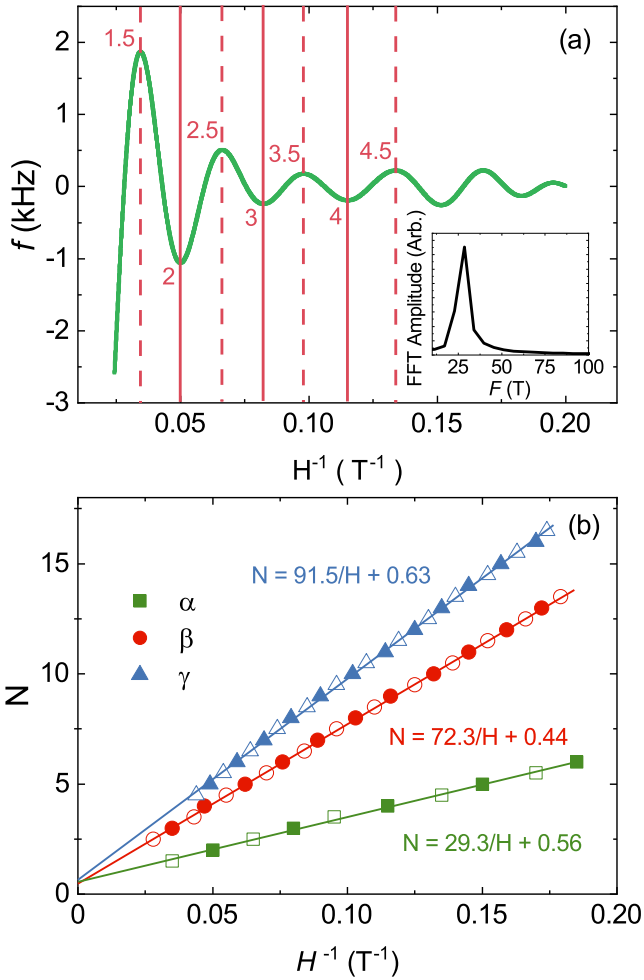 (a)
2
1
0
-1
-2
-3
f (kHz)
1.5
2
2.5
3
3.5
4
4.5
FFT Amplitude (Arb.)
25
50
75
100
F (T)
0.05
0.10
0.15
0.20
H⁻¹ ( T⁻¹ )
(b)
15
10
5
0
N
N = 91.5/H + 0.63
α
β
γ
N = 72.3/H + 0.44
N = 29.3/H + 0.56
0
0.05
0.10
0.15
0.20
H ⁻¹ (T⁻¹)